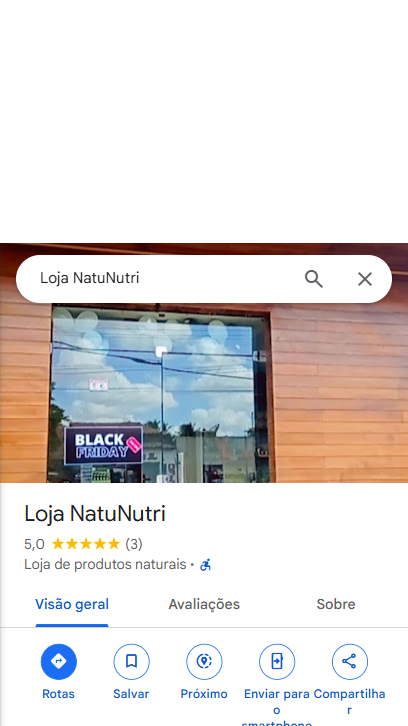 Loja NatuNutri
BLACK
FRIDAY
Loja NatuNutri
5,0 (3)
Loja de produtos naturais ·
Visão geral Avaliações Sobre
Rotas Salvar Próximo Enviar para o smartphone Compartilhar